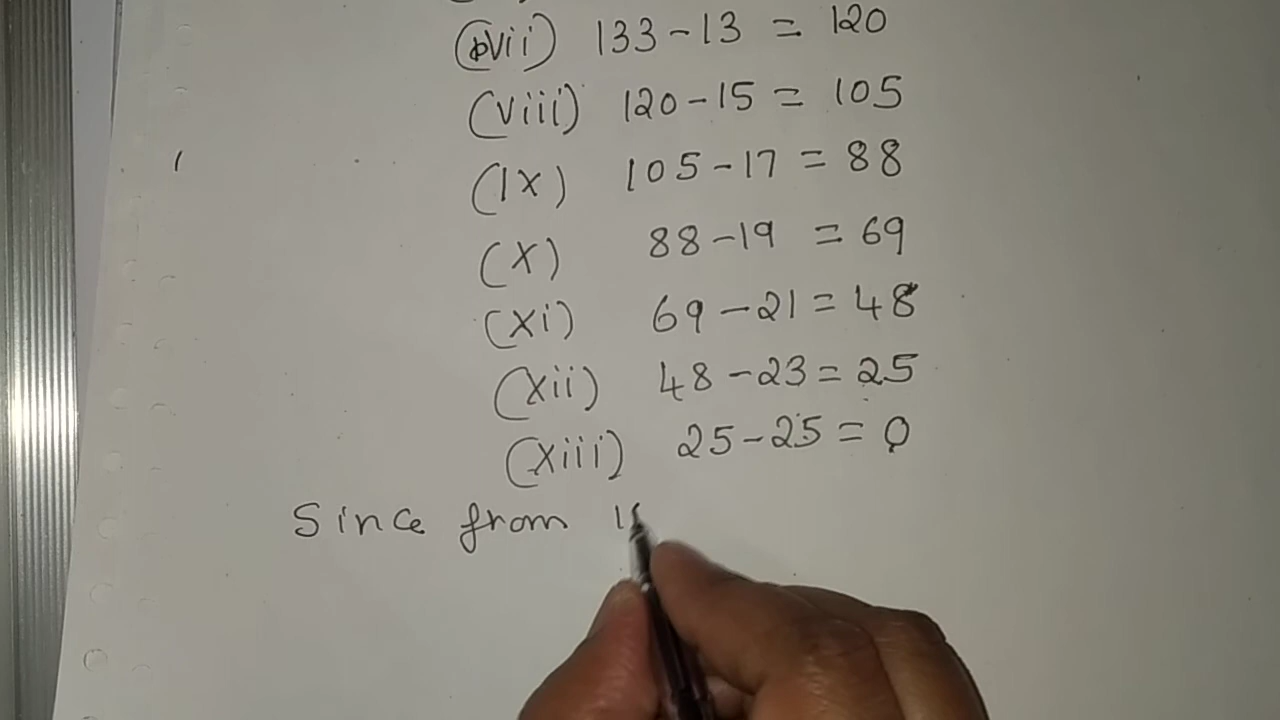 (vii) 133 - 13 = 120
(viii) 120 - 15 = 105
(ix) 105 - 17 = 88
(x) 88 - 19 = 69
(xi) 69 - 21 = 48
(xii) 48 - 23 = 25
(xiii) 25 - 25 = 0
Since from